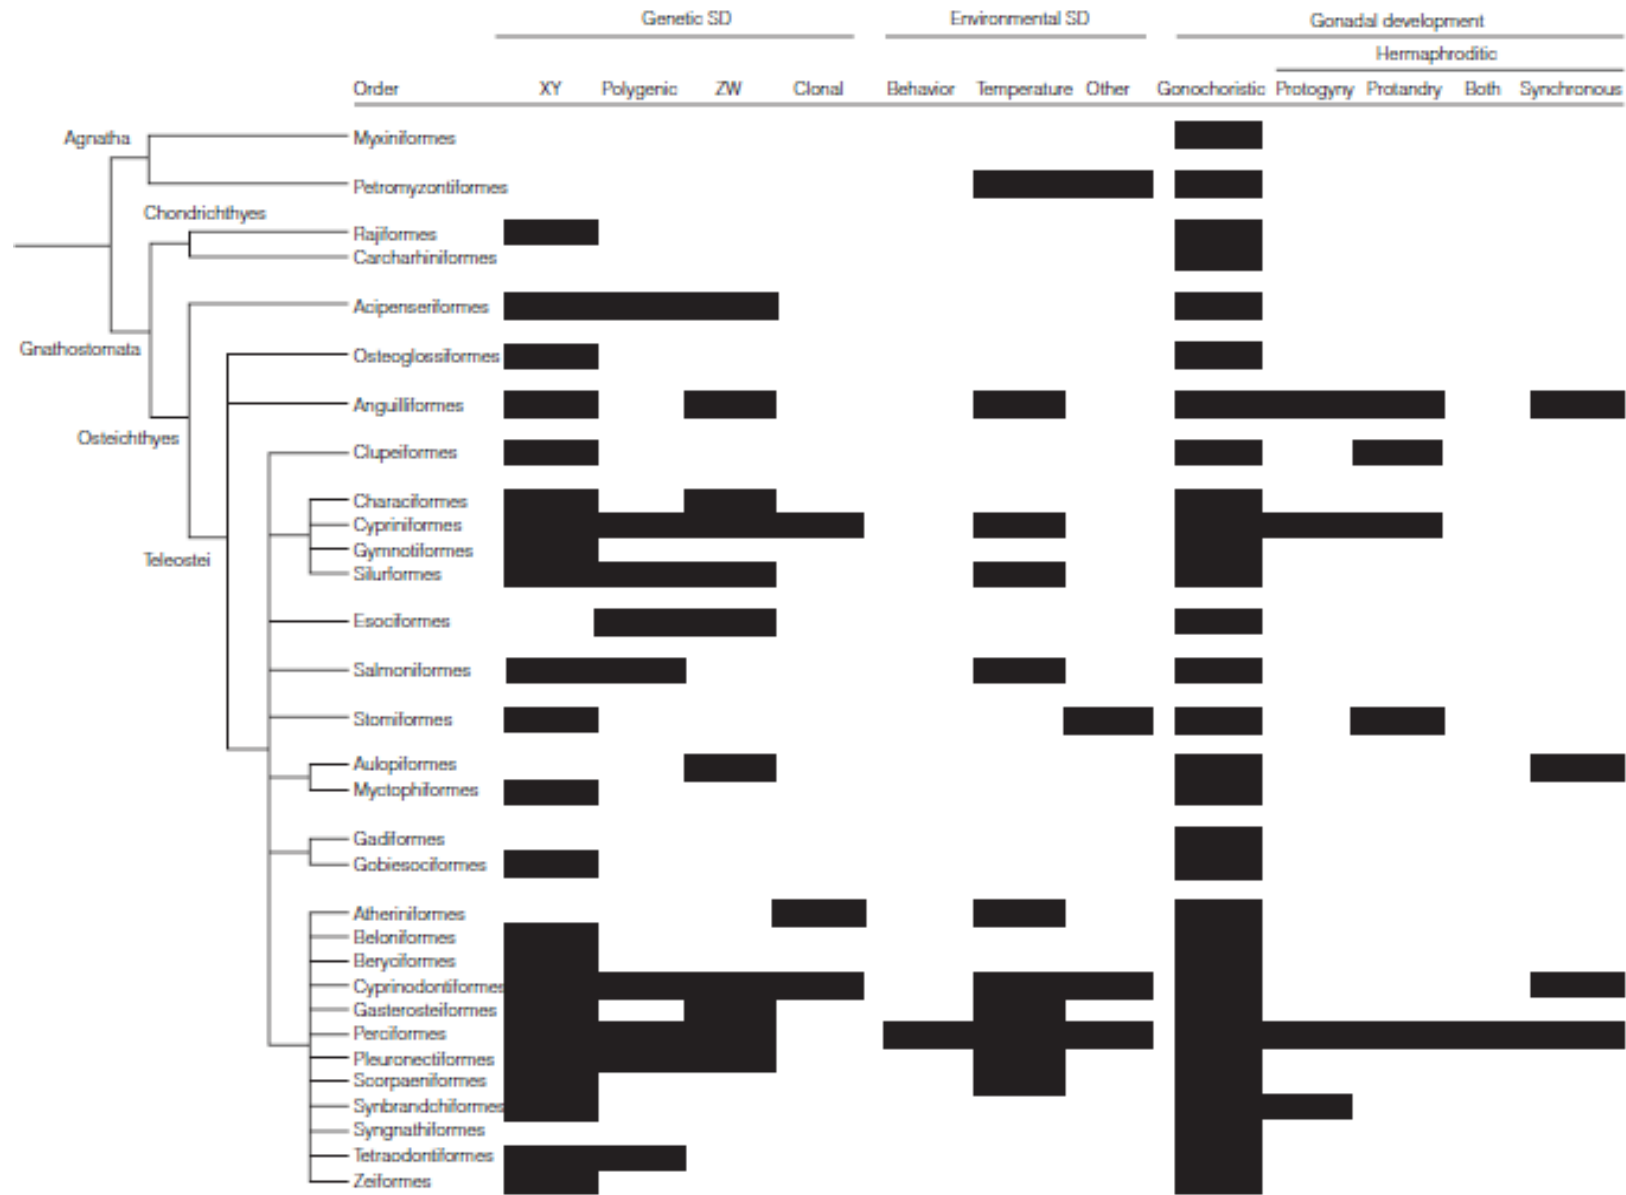 Genetic SD Environmental SD Gonadal development
Hermaphroditic
Order XY Polygenic ZW Clonal Behavior Temperature Other Gonochoristic Protogyny Protandry Both Synchronous
Agnatha
Myxiniformes
Petromyzontiformes
Chondrichthyes
Rajiformes
Carcharhiniformes
Acipenseriformes
Gnathostomata
Osteoglossiformes
Anguilliformes
Osteichthyes
Clupeiformes
Characiformes
Cypriniformes
Gymnotiformes
Teleostei
Silurformes
Esociformes
Salmoniformes
Stomiformes
Aulopiformes
Myctophiformes
Gadiformes
Gobiesociformes
Atheriniformes
Beloniformes
Beryciformes
Cyprinodontiformes
Gasterosteiformes
Perciformes
Pleuronectiformes
Scorpaeniformes
Synbrandchiformes
Syngnathiformes
Tetraodontiformes
Zeiformes